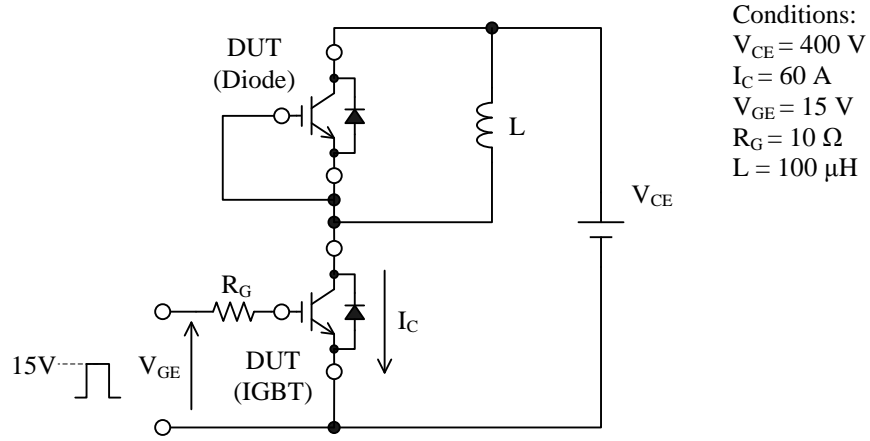 Conditions:
V_CE = 400 V
I_C = 60 A
V_GE = 15 V
R_G = 10 Ω
L = 100 μH
DUT
(Diode)
L
V_CE
R_G
I_C
15V
V_GE
DUT
(IGBT)